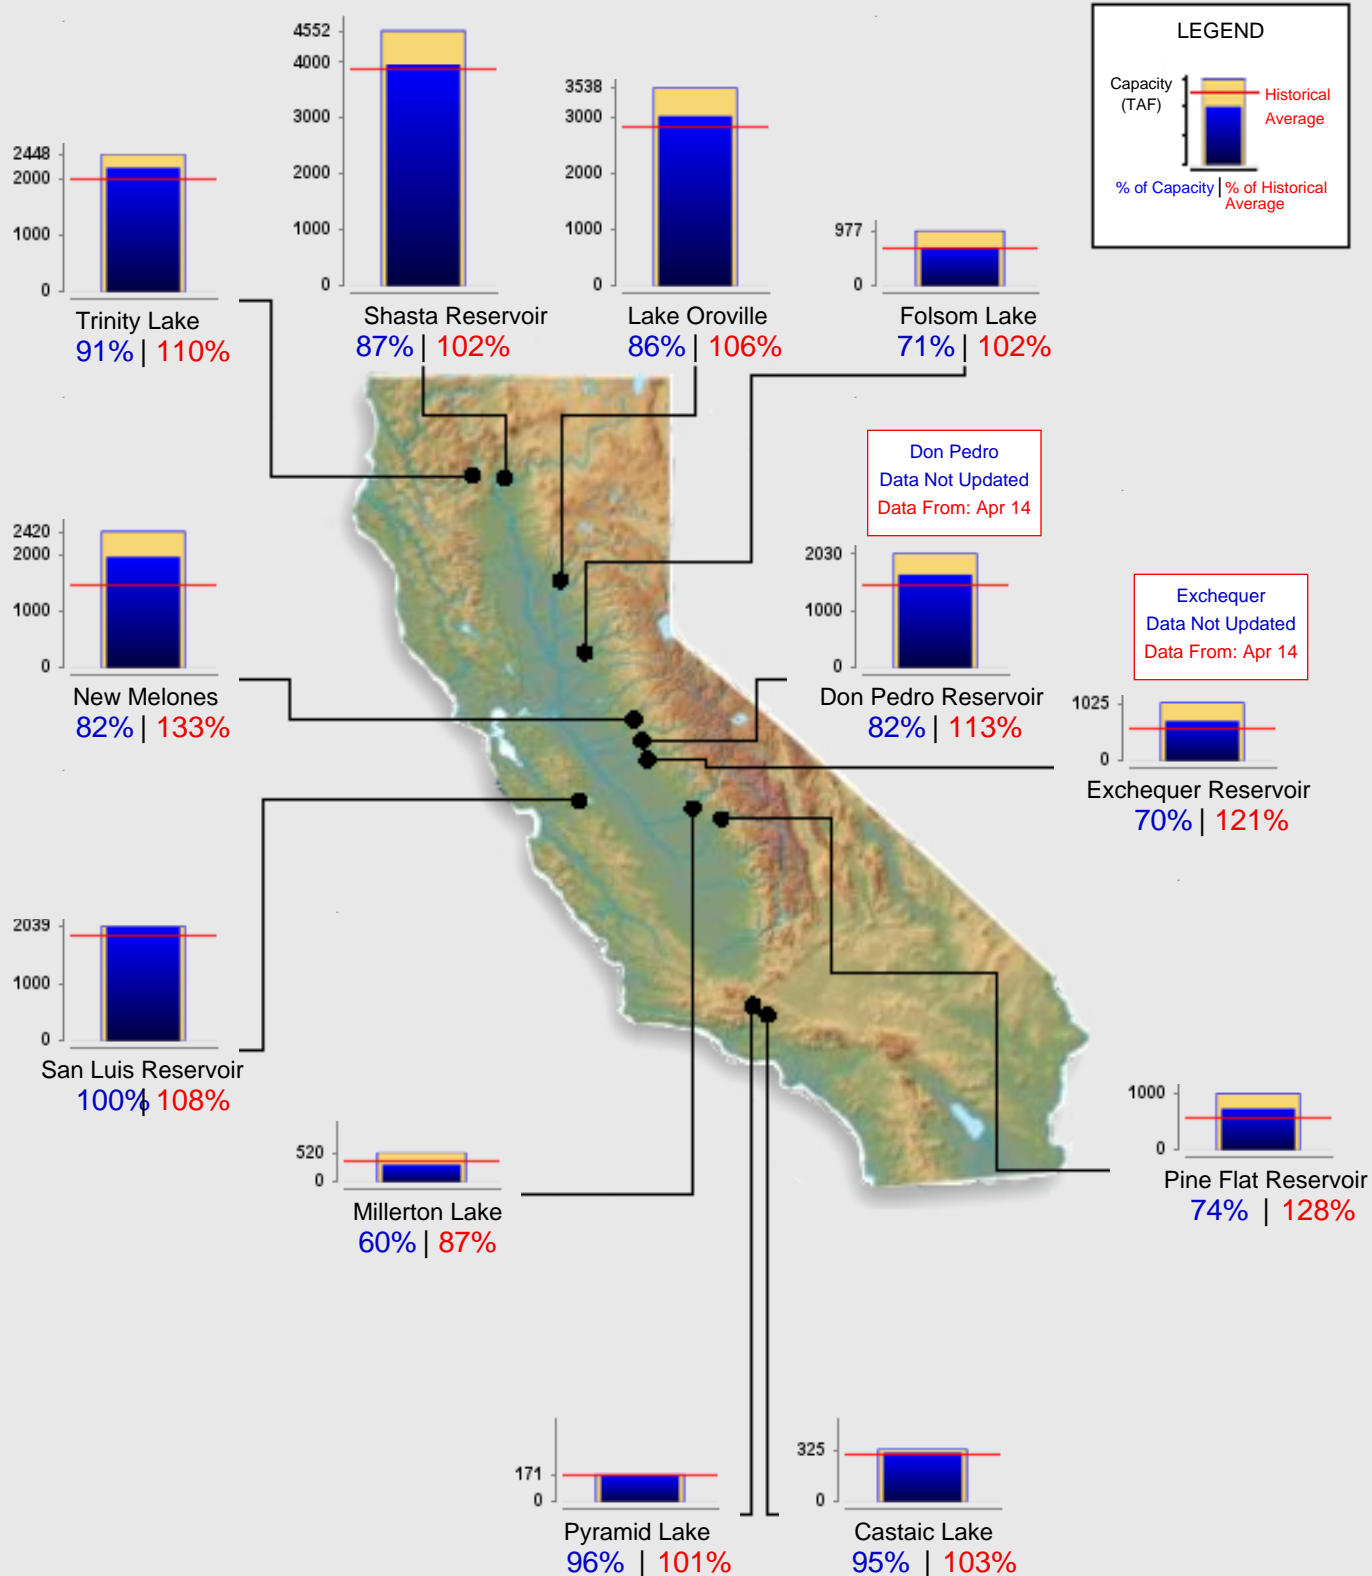 LEGEND
Capacity
(TAF)
Historical
Average
% of Capacity | % of Historical
Average
2448
2000
1000
0
Trinity Lake
91% | 110%
4552
4000
3000
2000
1000
0
Shasta Reservoir
87% | 102%
3538
3000
2000
1000
0
Lake Oroville
86% | 106%
977
0
Folsom Lake
71% | 102%
2420
2000
1000
0
New Melones
82% | 133%
Don Pedro
Data Not Updated
Data From: Apr 14
2030
1000
0
Don Pedro Reservoir
82% | 113%
Exchequer
Data Not Updated
Data From: Apr 14
1025
0
Exchequer Reservoir
70% | 121%
2039
1000
0
San Luis Reservoir
100% | 108%
520
0
Millerton Lake
60% | 87%
1000
0
Pine Flat Reservoir
74% | 128%
171
0
Pyramid Lake
96% | 101%
325
0
Castaic Lake
95% | 103%